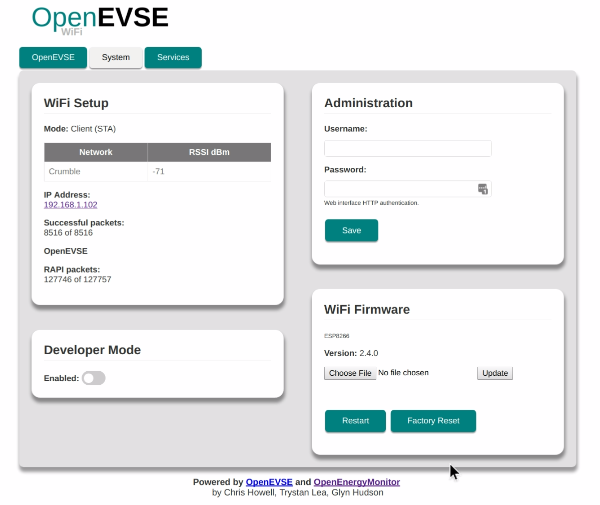 OpenEVSE
WiFi
OpenEVSE System Services
WiFi Setup
Mode: Client (STA)
Network RSSI dBm
Crumble -71
IP Address:
192.168.1.102
Successful packets:
8516 of 8516
OpenEVSE
RAPI packets:
127746 of 127757
Developer Mode
Enabled:
Administration
Username:
Password:
Web interface HTTP authentication.
Save
WiFi Firmware
ESP8266
Version: 2.4.0
Choose File No file chosen Update
Restart Factory Reset
Powered by OpenEVSE and OpenEnergyMonitor
by Chris Howell, Trystan Lea, Glyn Hudson